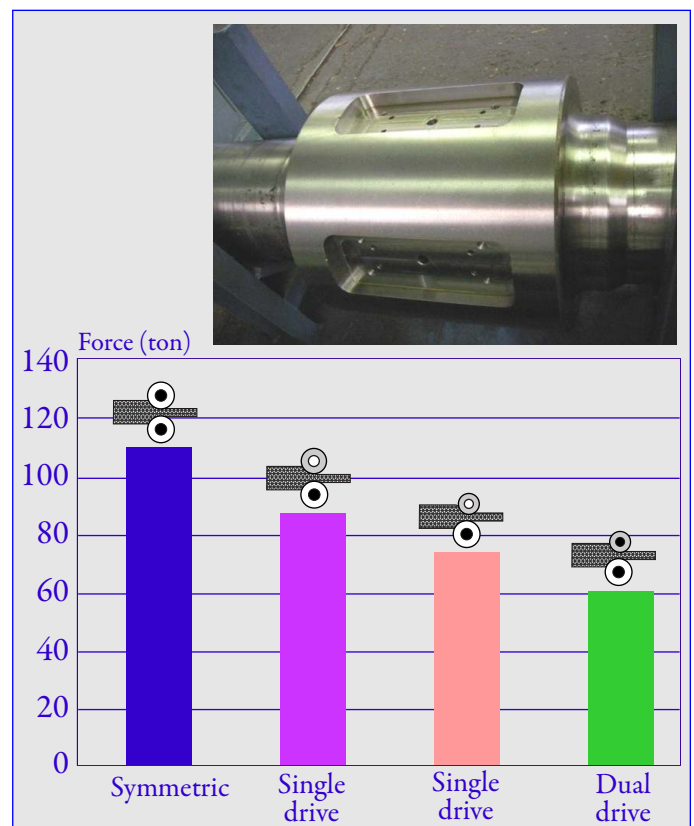 Force (ton)
140
120
100
80
60
40
20
0
Symmetric
Single
drive
Single
drive
Dual
drive